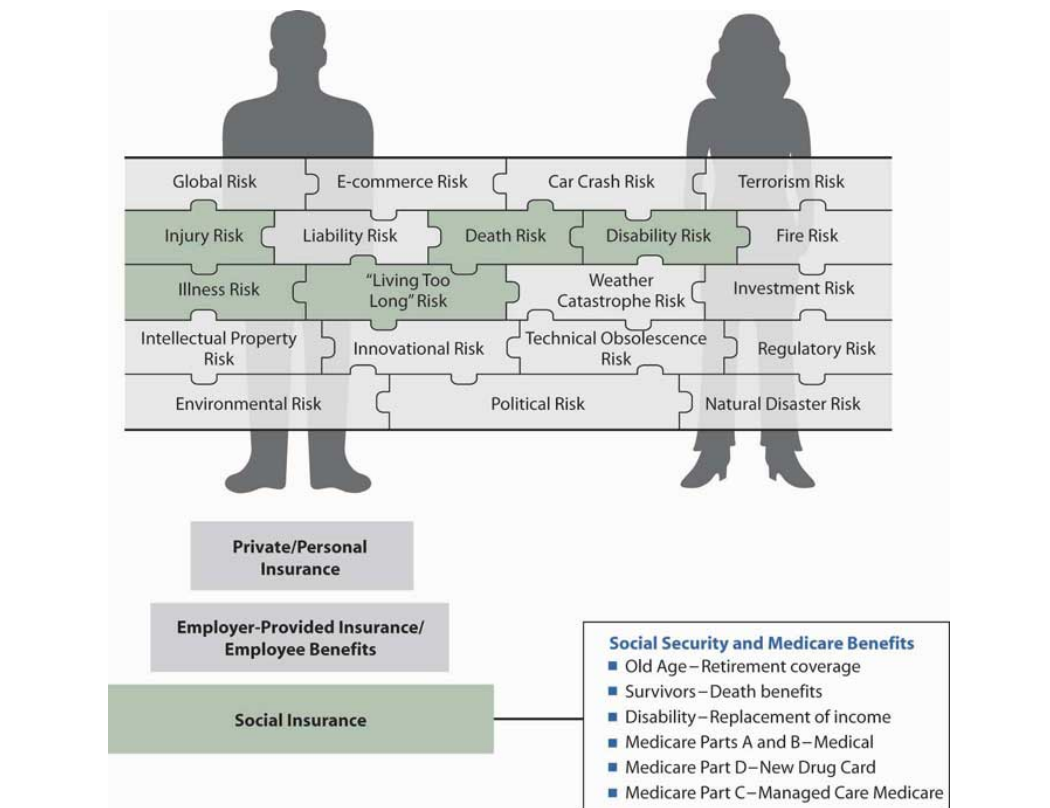 Global Risk
E-commerce Risk
Car Crash Risk
Terrorism Risk
Injury Risk
Liability Risk
Death Risk
Disability Risk
Fire Risk
Illness Risk
“Living Too
Long” Risk
Weather
Catastrophe Risk
Investment Risk
Intellectual Property
Risk
Innovational Risk
Technical Obsolescence
Risk
Regulatory Risk
Environmental Risk
Political Risk
Natural Disaster Risk
Private/Personal
Insurance
Employer-Provided Insurance/
Employee Benefits
Social Insurance
Social Security and Medicare Benefits
■ Old Age–Retirement coverage
■ Survivors–Death benefits
■ Disability–Replacement of income
■ Medicare Parts A and B–Medical
■ Medicare Part D–New Drug Card
■ Medicare Part C–Managed Care Medicare